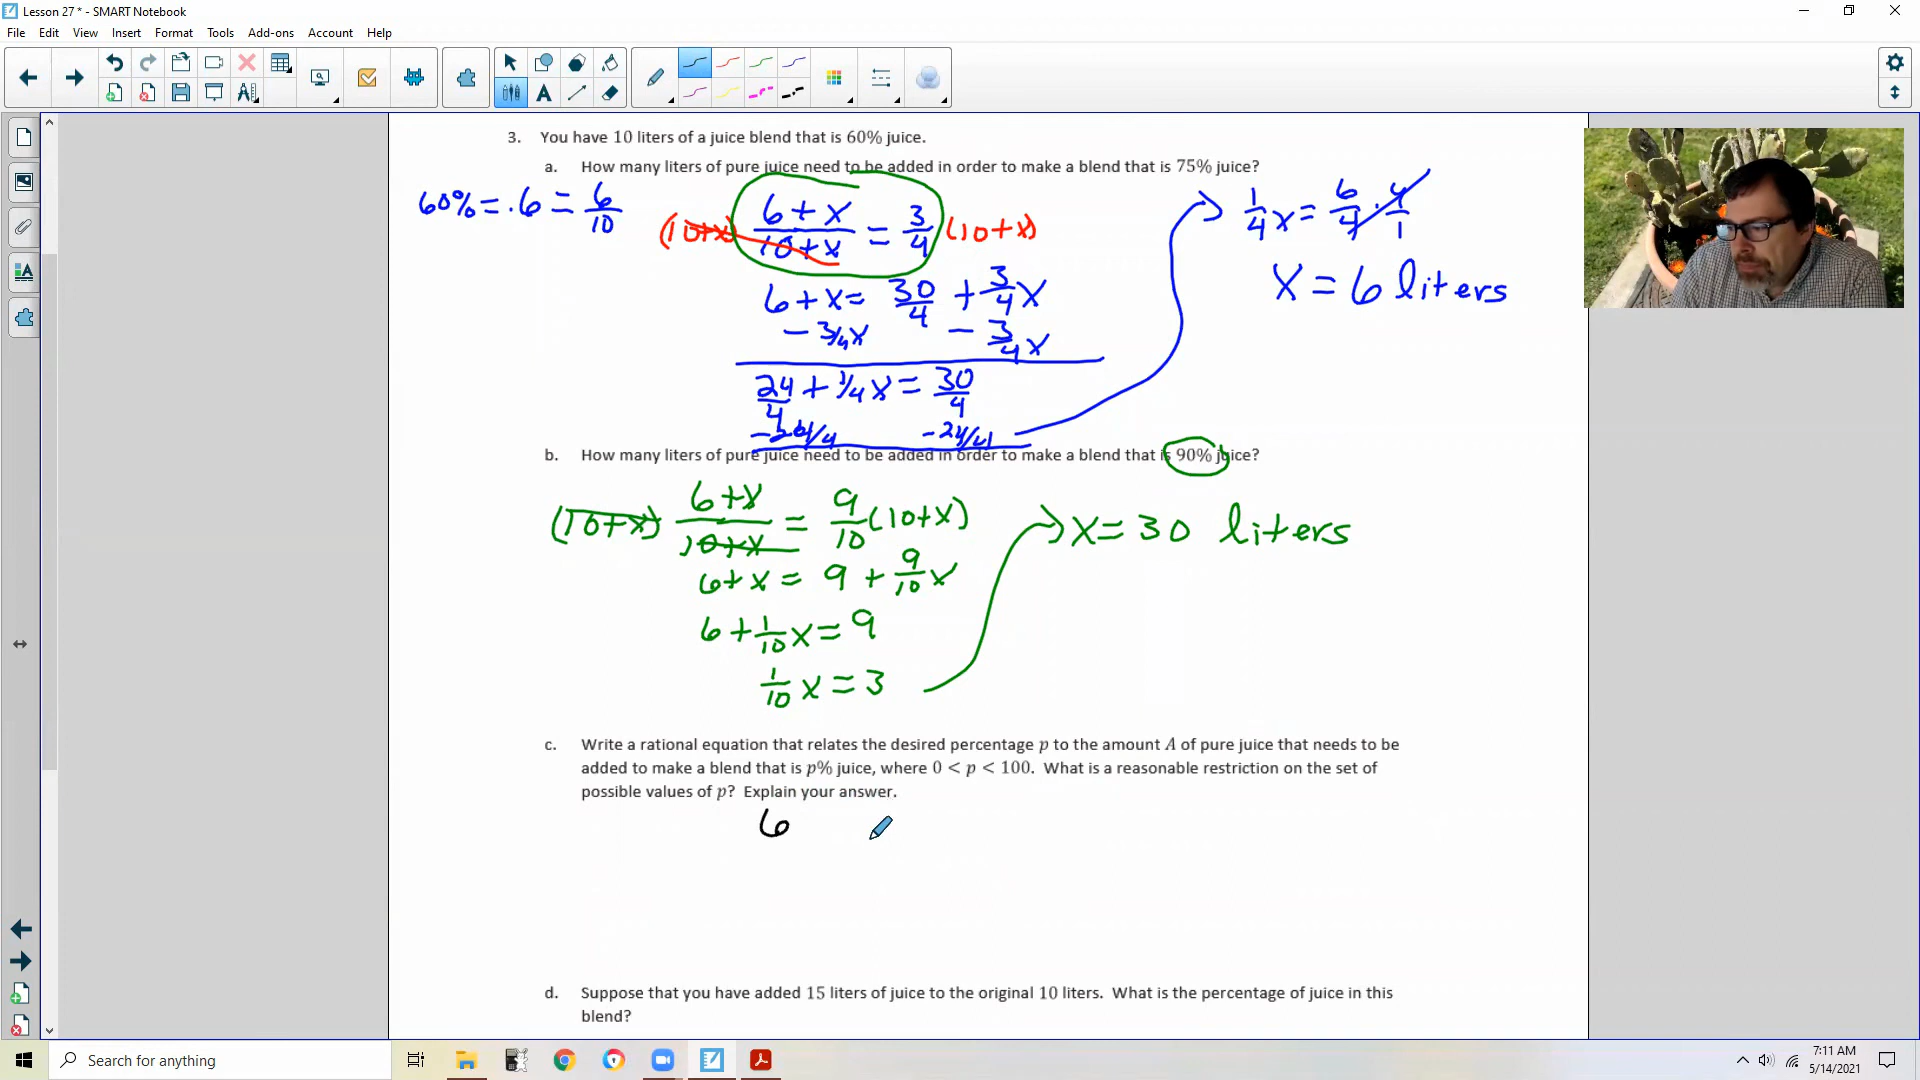 Lesson 27 * - SMART Notebook
File Edit View Insert Format Tools Add-ons Account Help
3. You have 10 liters of a juice blend that is 60% juice.
a. How many liters of pure juice need to be added in order to make a blend that is 75% juice?
60% = .6 = 6/10
(10+x) (6+x)/(10+x) = 3/4 (10+x)
6+x = 30/4 + 3/4x
- 3/4x - 3/4x
24/4 + 1/4x = 30/4
-24/4 -24/4
1/4x = 6/4 · 4/1
x = 6 liters
b. How many liters of pure juice need to be added in order to make a blend that is 90% juice?
(10+x) (6+x)/(10+x) = 9/10 (10+x)
6+x = 9 + 9/10x
6 + 1/10x = 9
1/10x = 3
x = 30 liters
c. Write a rational equation that relates the desired percentage p to the amount A of pure juice that needs to be
added to make a blend that is p% juice, where 0 < p < 100. What is a reasonable restriction on the set of
possible values of p? Explain your answer.
6
d. Suppose that you have added 15 liters of juice to the original 10 liters. What is the percentage of juice in this
blend?
Search for anything
7:11 AM
5/14/2021